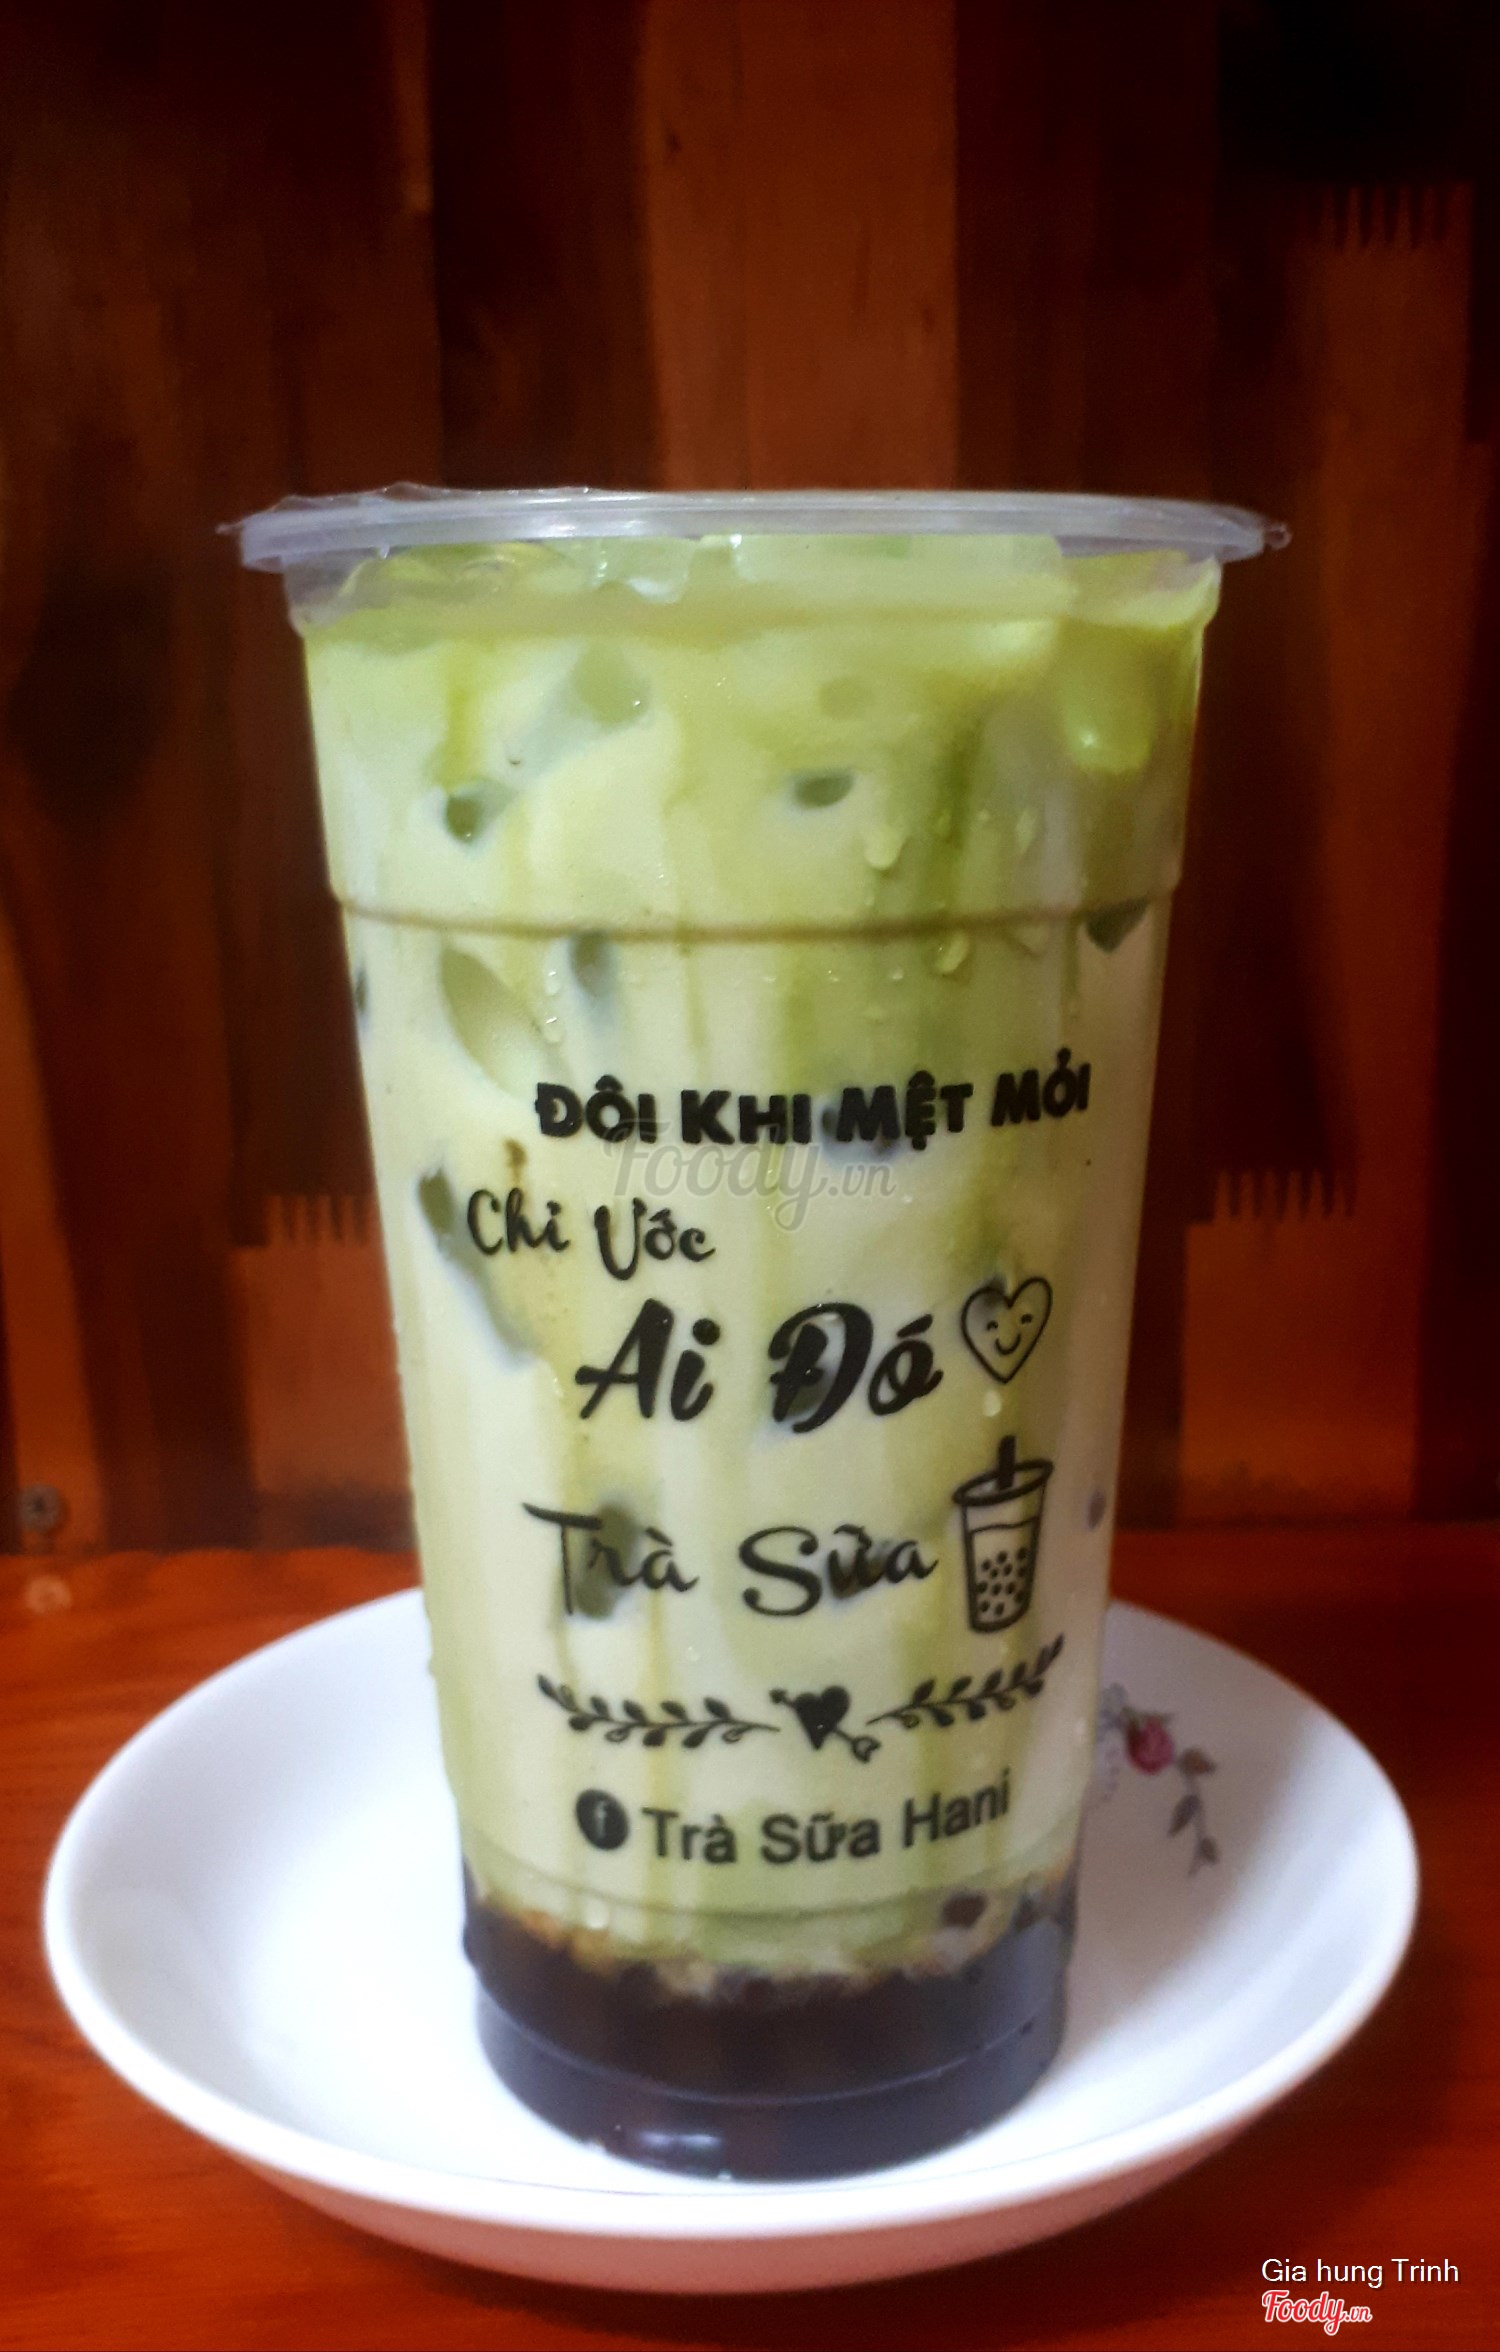 ĐÔI KHI MỆT MỎI
Foody.vn
Chỉ Ước
Ai Đó
Trà Sữa
f Trà Sữa Hani
Gia hung Trinh
Foody.vn